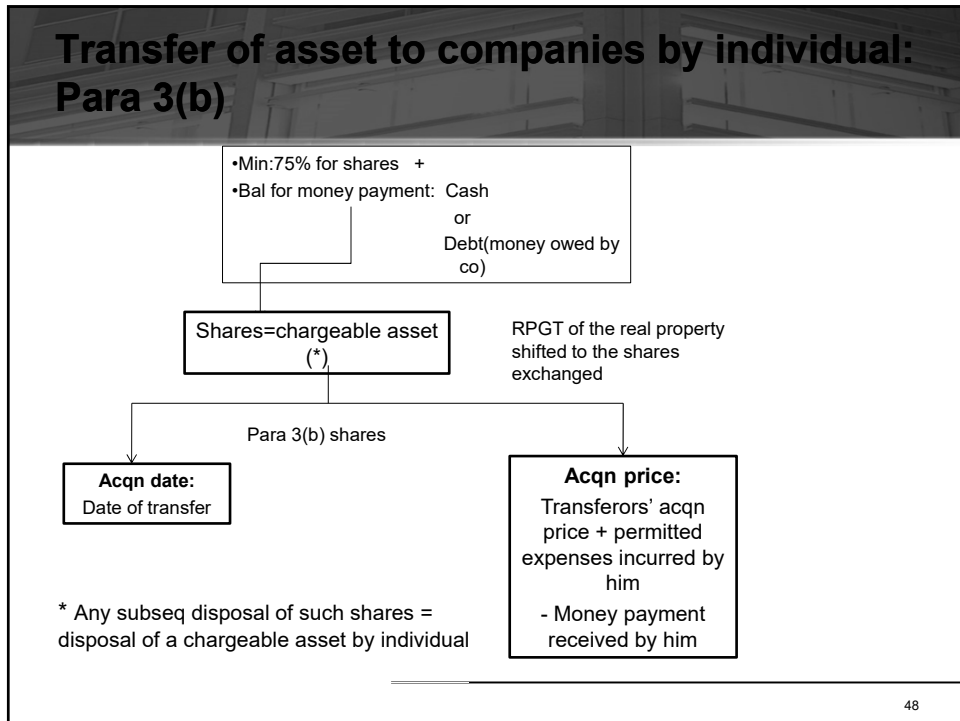 Transfer of asset to companies by individual:
Para 3(b)
•Min:75% for shares +
•Bal for money payment: Cash
or
Debt(money owed by
co)
Shares=chargeable asset
(*)
RPGT of the real property
shifted to the shares
exchanged
Para 3(b) shares
Acqn date:
Date of transfer
Acqn price:
Transferors' acqn
price + permitted
expenses incurred by
him
- Money payment
received by him
* Any subseq disposal of such shares =
disposal of a chargeable asset by individual
48